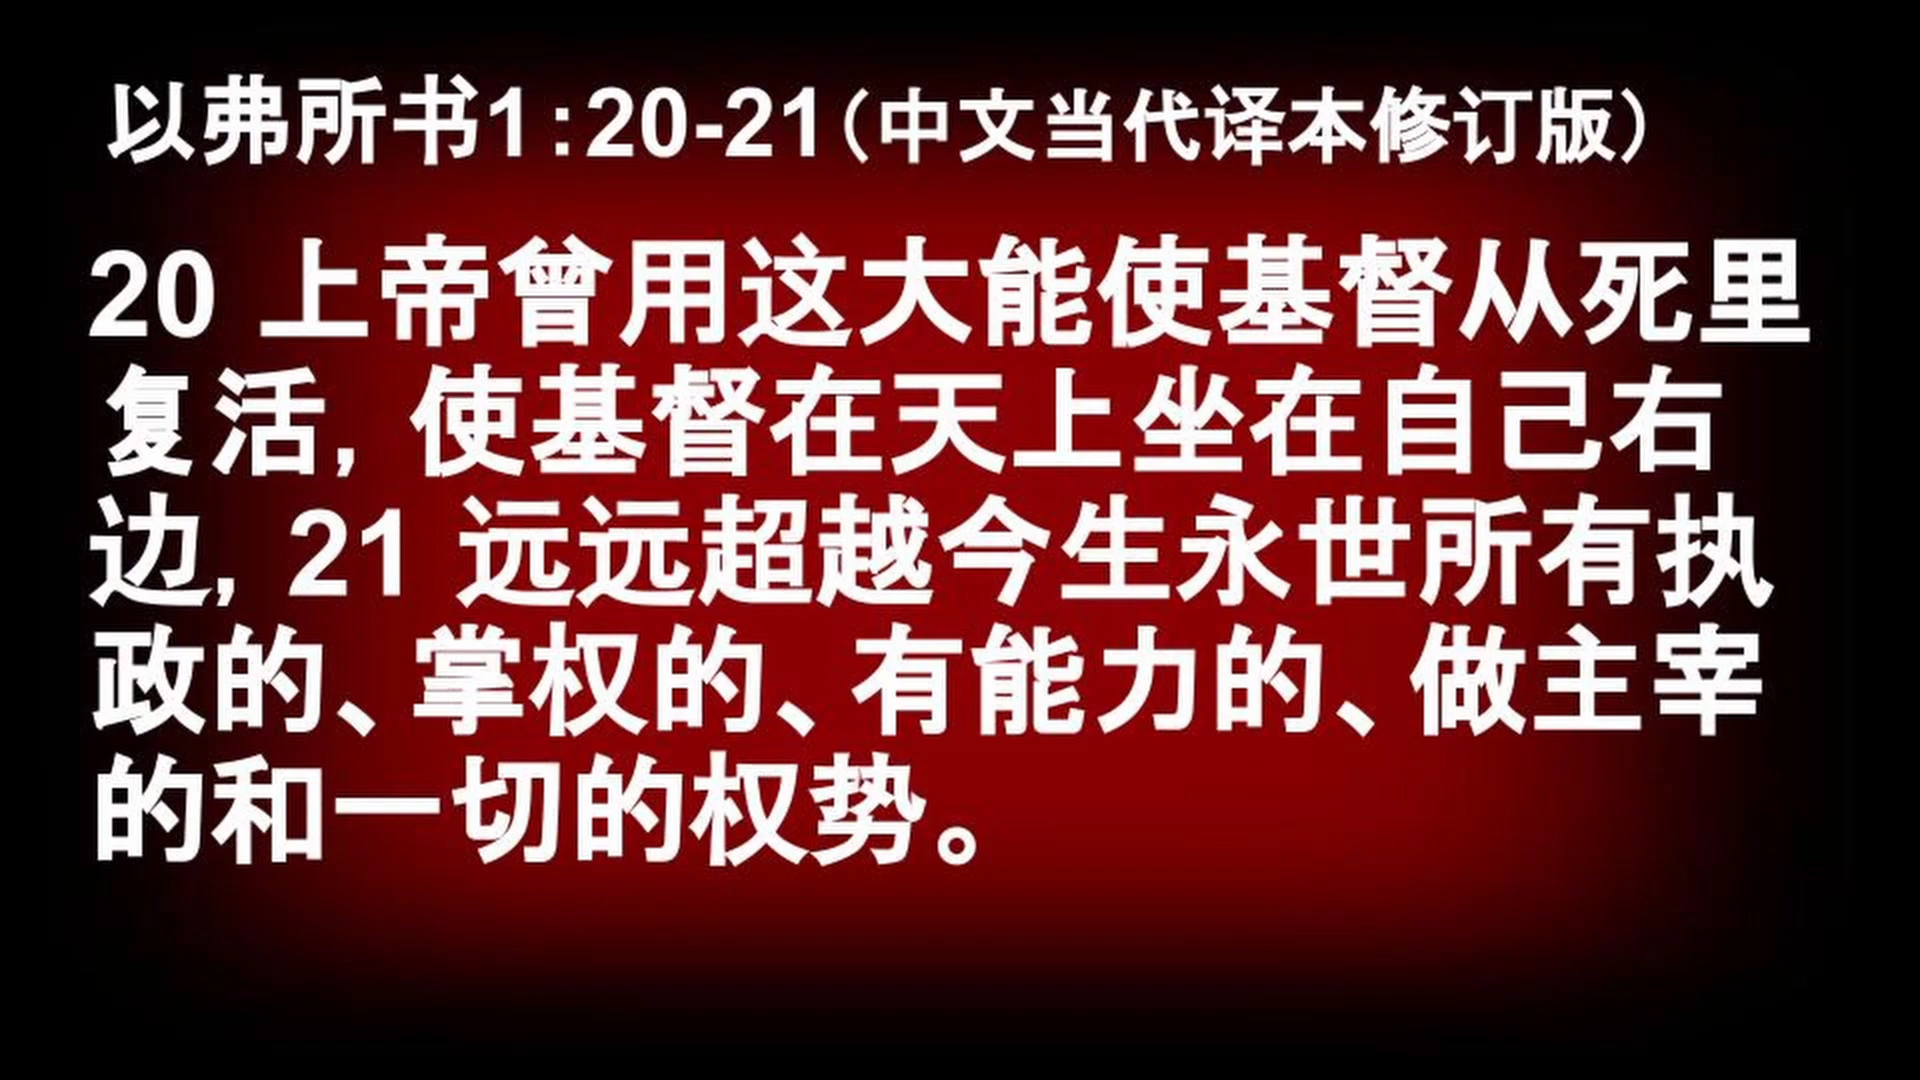 以弗所书1:20-21（中文当代译本修订版）
20 上帝曾用这大能使基督从死里
复活, 使基督在天上坐在自己右
边, 21 远远超越今生永世所有执
政的、掌权的、有能力的、做主宰
的和一切的权势。